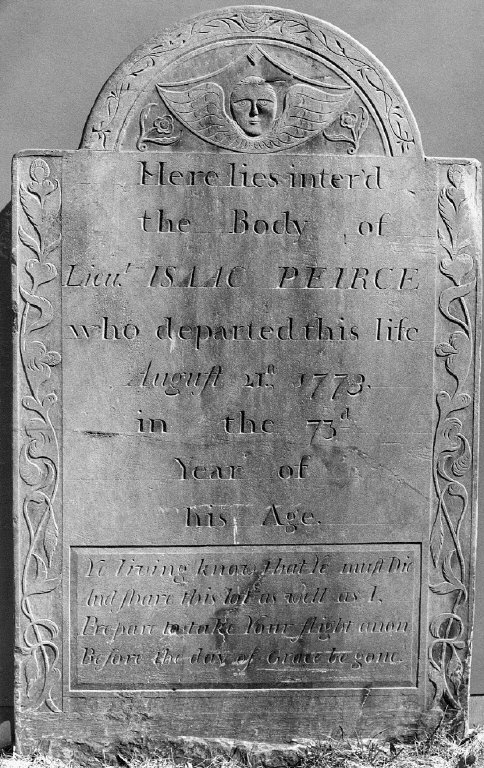 Here lies inter'd
the Body of
Lieut. ISAAC PEIRCE
who departed this life
Auguſt 21st 1773,
in the 73d
Year of
his Age.
Ye living know that Ye muſt Die
And ſhare this lot as well as I,
Prepare to take Your flight anon
Before the day of Grace be gone.